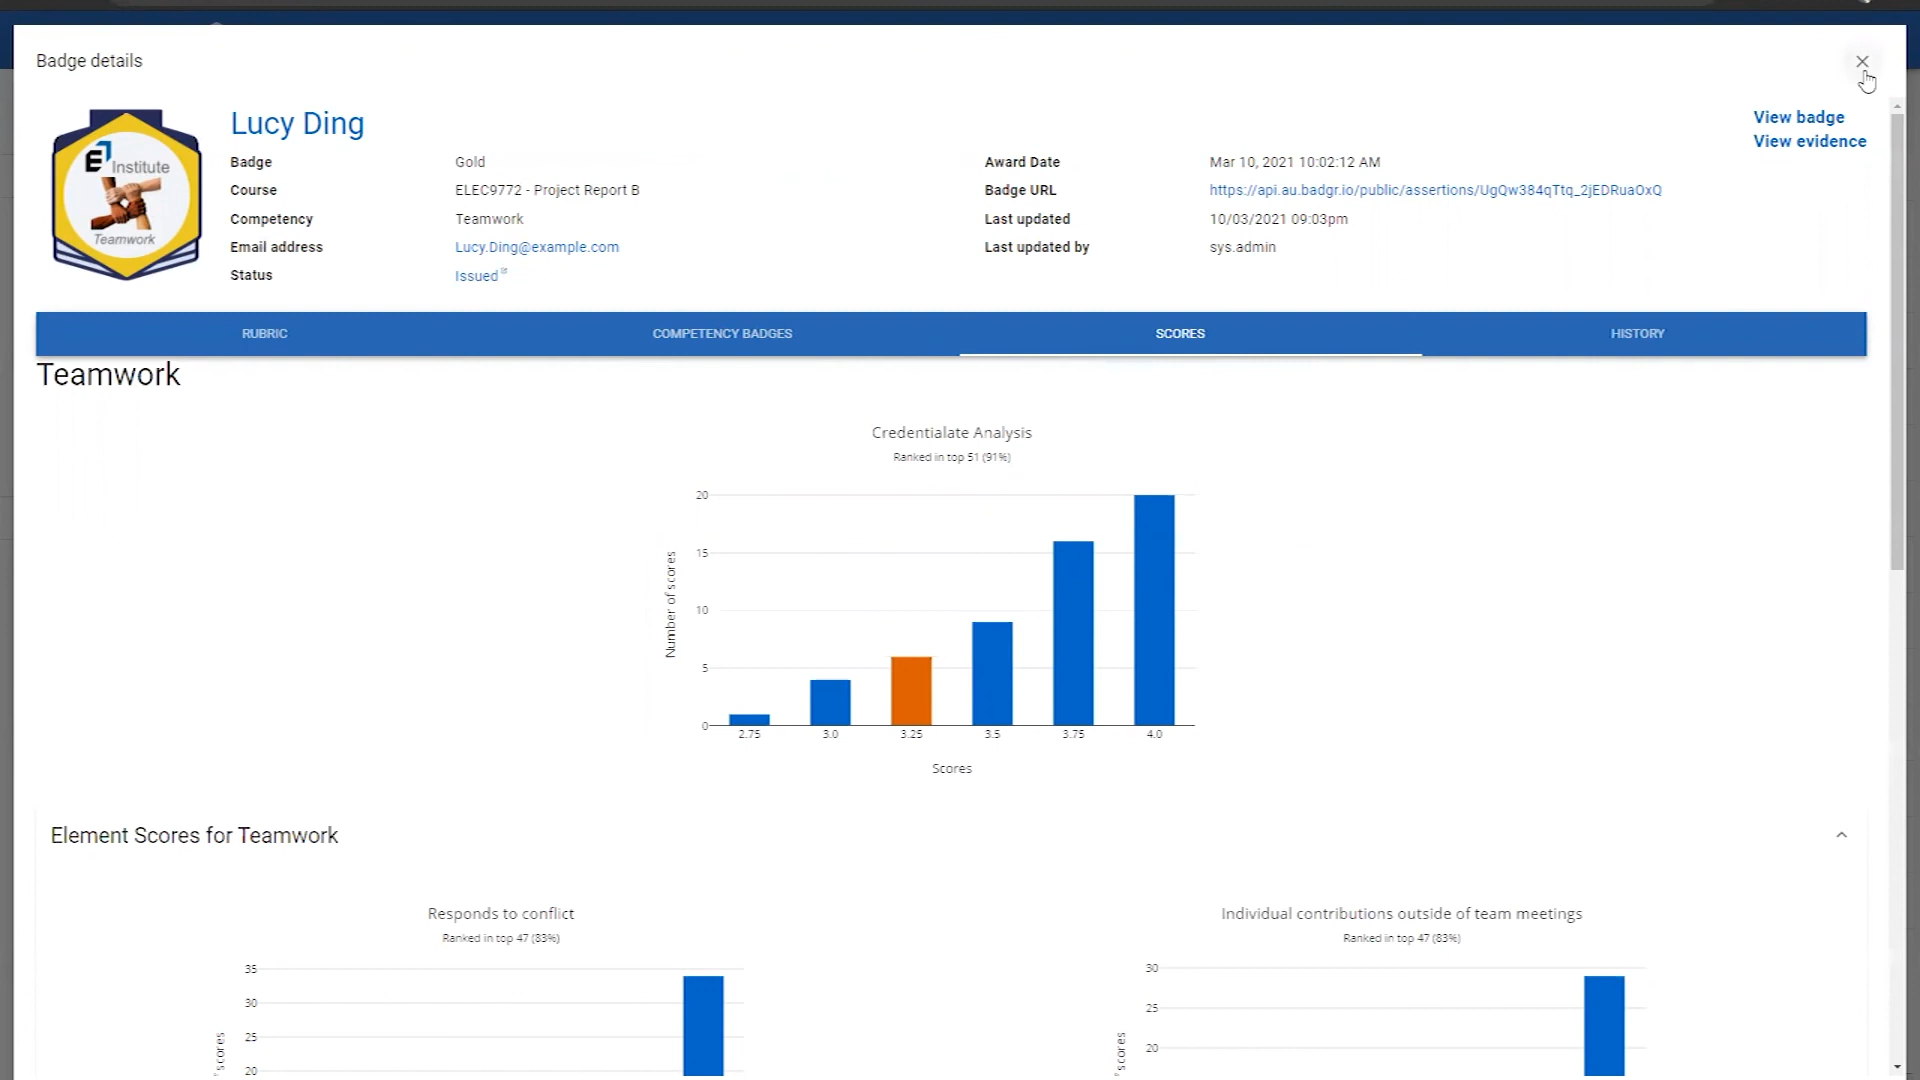 Badge details
E Institute
Teamwork
Lucy Ding
View badge
View evidence
Badge Gold
Course ELEC9772 - Project Report B
Competency Teamwork
Email address Lucy.Ding@example.com
Status Issued
Award Date Mar 10, 2021 10:02:12 AM
Badge URL https://api.au.badgr.io/public/assertions/UgQw384qTtq_2jEDRuaOxQ
Last updated 10/03/2021 09:03pm
Last updated by sys.admin
RUBRIC COMPETENCY BADGES SCORES HISTORY
Teamwork
Credentialate Analysis
Ranked in top 51 (91%)
Number of scores
20
15
10
5
0
2.75 3.0 3.25 3.5 3.75 4.0
Scores
Element Scores for Teamwork
Responds to conflict
Ranked in top 47 (83%)
35
30
25
20
scores
Individual contributions outside of team meetings
Ranked in top 47 (83%)
30
25
20
scores